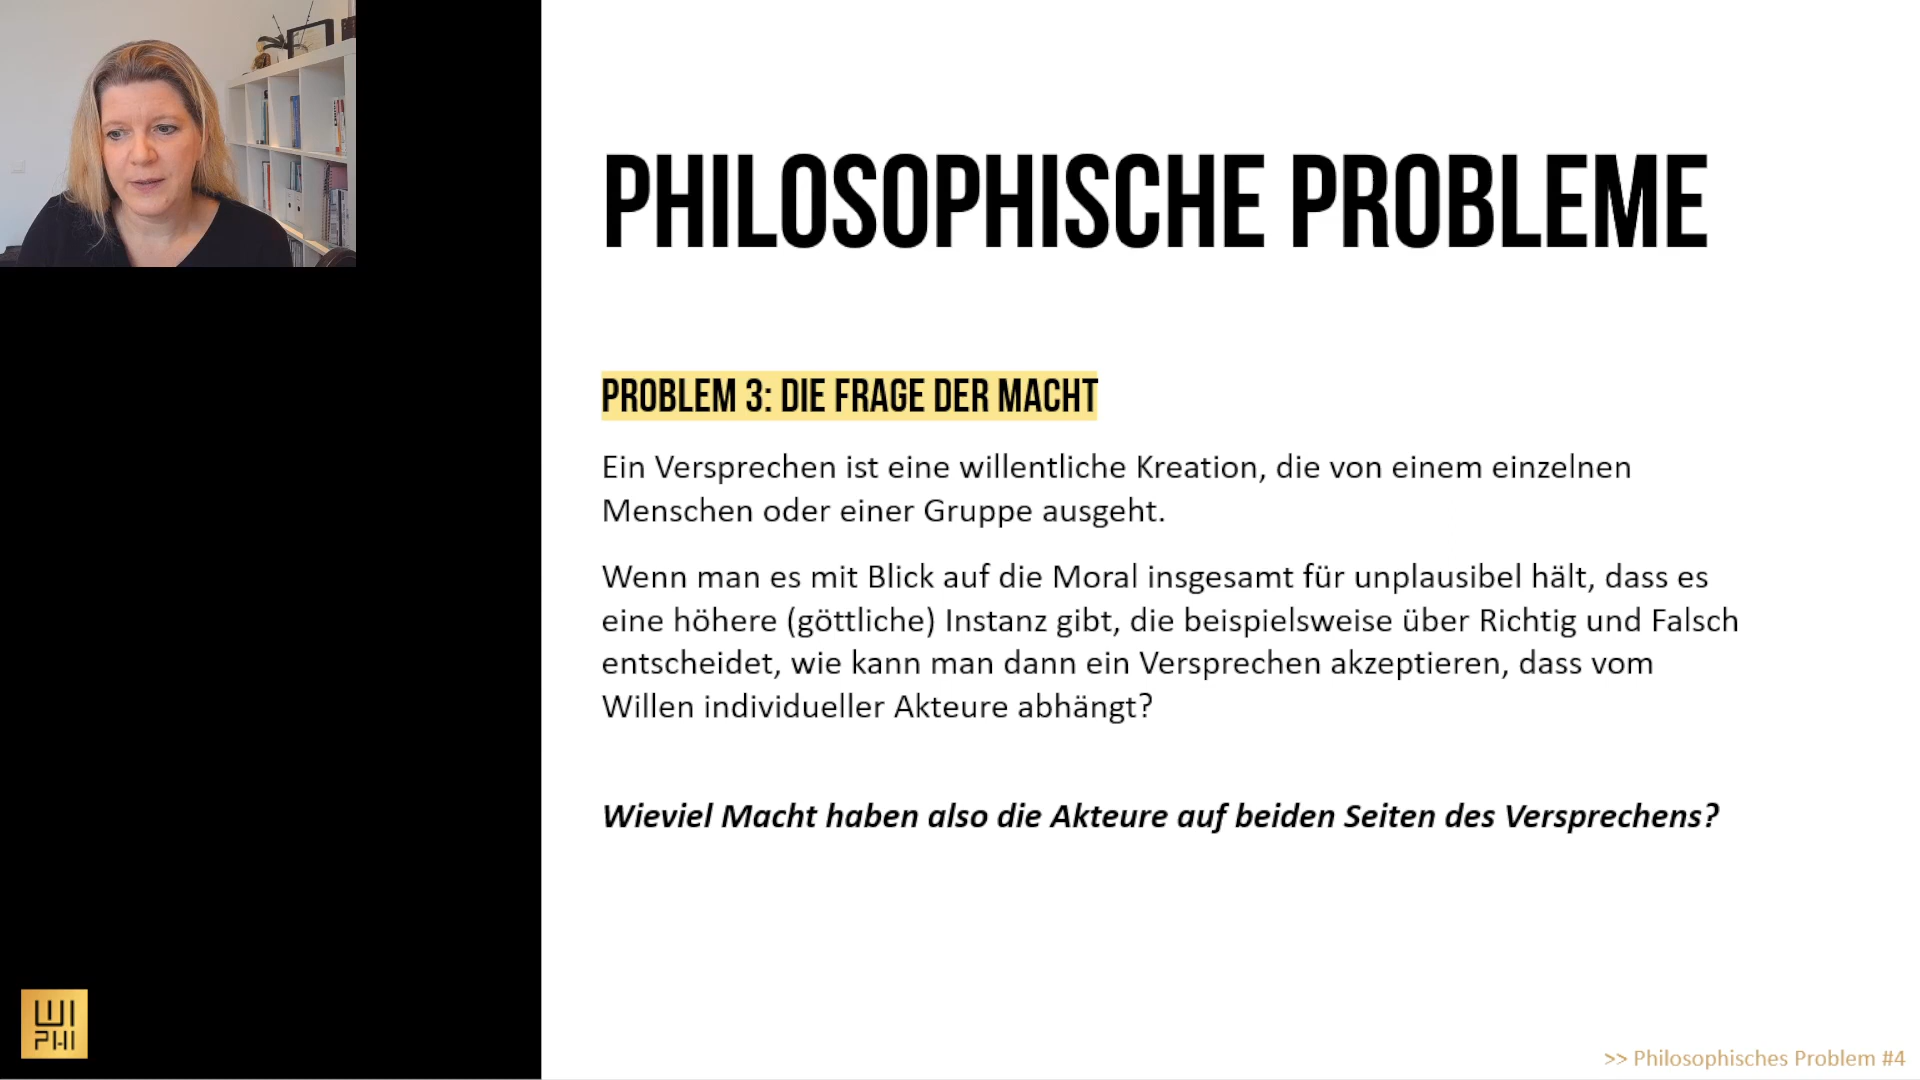 PHILOSOPHISCHE PROBLEME
PROBLEM 3: DIE FRAGE DER MACHT
Ein Versprechen ist eine willentliche Kreation, die von einem einzelnen
Menschen oder einer Gruppe ausgeht.
Wenn man es mit Blick auf die Moral insgesamt für unplausibel hält, dass es
eine höhere (göttliche) Instanz gibt, die beispielsweise über Richtig und Falsch
entscheidet, wie kann man dann ein Versprechen akzeptieren, dass vom
Willen individueller Akteure abhängt?
Wieviel Macht haben also die Akteure auf beiden Seiten des Versprechens?
WI
PHI
>> Philosophisches Problem #4